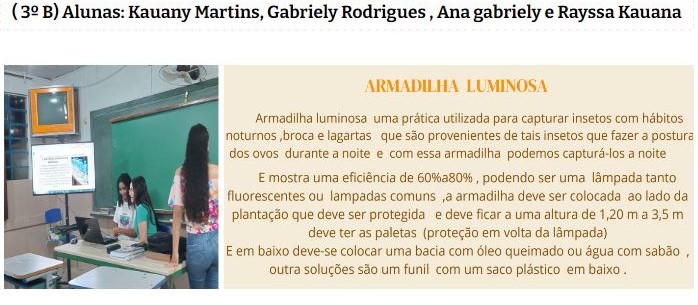 ( 3º B) Alunas: Kauany Martins, Gabriely Rodrigues , Ana gabriely e Rayssa Kauana
ARMADILHA LUMINOSA
Armadilha luminosa uma prática utilizada para capturar insetos com hábitos
noturnos ,broca e lagartas que são provenientes de tais insetos que fazer a postura
dos ovos durante a noite e com essa armadilha podemos capturá-los a noite
E mostra uma eficiência de 60%a80% , podendo ser uma lâmpada tanto
fluorescentes ou lampadas comuns ,a armadilha deve ser colocada ao lado da
plantação que deve ser protegida e deve ficar a uma altura de 1,20 m a 3,5 m
deve ter as paletas (proteção em volta da lâmpada)
E em baixo deve-se colocar uma bacia com óleo queimado ou água com sabão ,
outra soluções são um funil com um saco plástico em baixo .